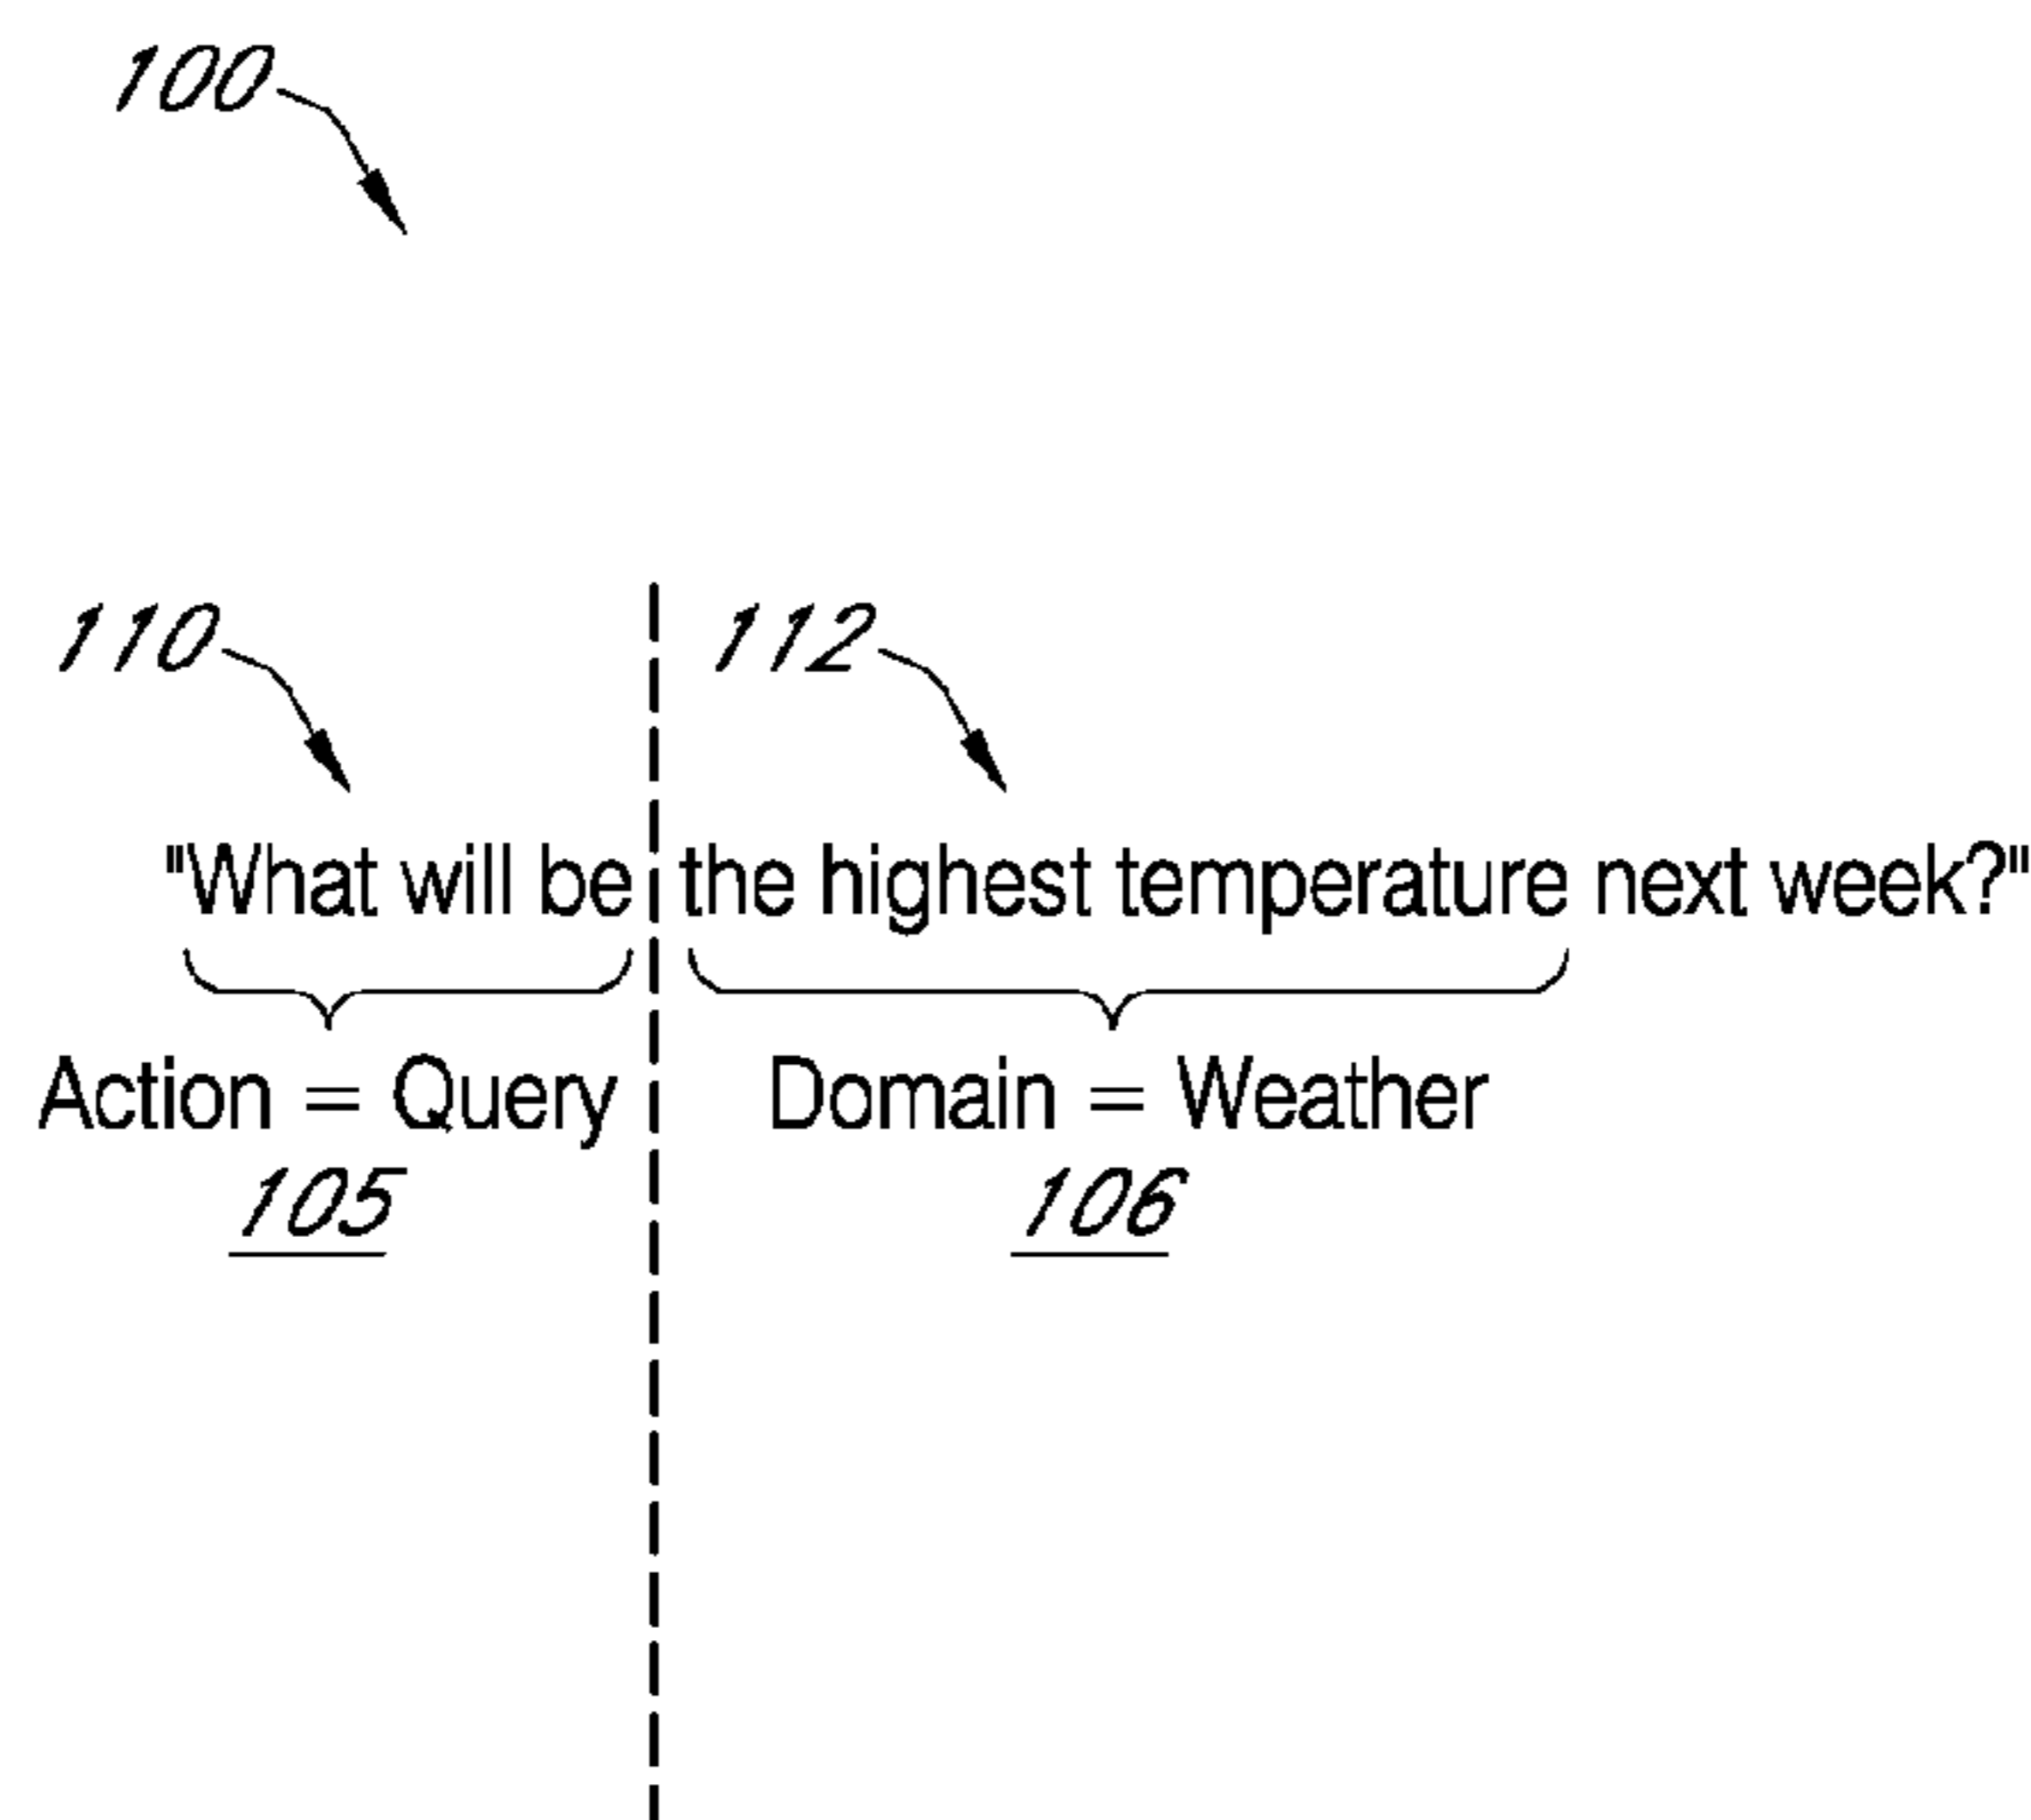 100
110 112
"What will be the highest temperature next week?"
Action = Query Domain = Weather
105 106